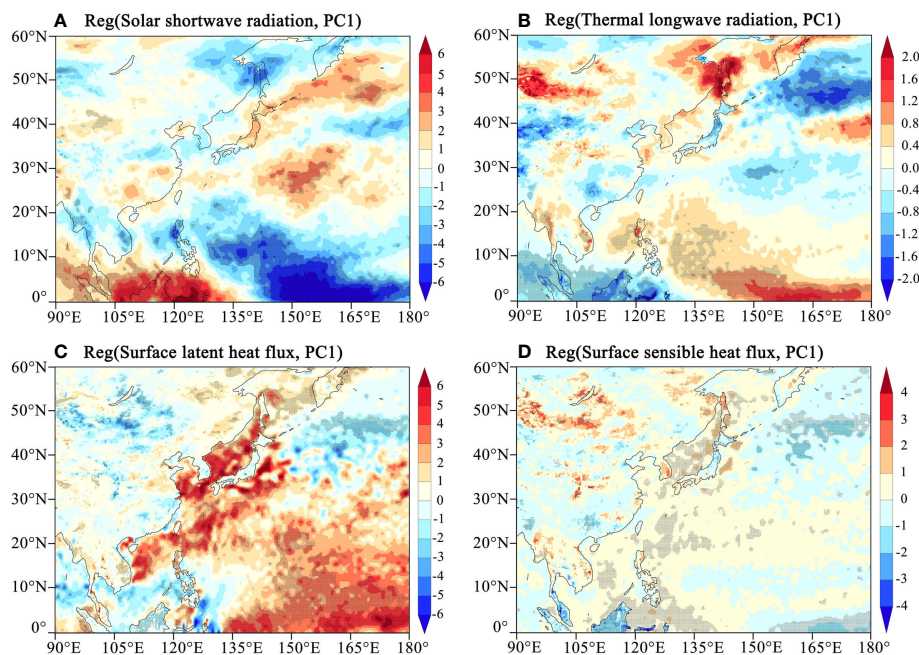 A Reg(Solar shortwave radiation, PC1)
60°N
50°N
40°N
30°N
20°N
10°N
0°
90°E 105°E 120°E 135°E 150°E 165°E 180°
6
5
4
3
2
1
0
-1
-2
-3
-4
-5
-6
B Reg(Thermal longwave radiation, PC1)
60°N
50°N
40°N
30°N
20°N
10°N
0°
90°E 105°E 120°E 135°E 150°E 165°E 180°
2.0
1.6
1.2
0.8
0.4
0.0
-0.4
-0.8
-1.2
-1.6
-2.0
C Reg(Surface latent heat flux, PC1)
60°N
50°N
40°N
30°N
20°N
10°N
0°
90°E 105°E 120°E 135°E 150°E 165°E 180°
6
5
4
3
2
1
0
-1
-2
-3
-4
-5
-6
D Reg(Surface sensible heat flux, PC1)
60°N
50°N
40°N
30°N
20°N
10°N
0°
90°E 105°E 120°E 135°E 150°E 165°E 180°
4
3
2
1
0
-1
-2
-3
-4